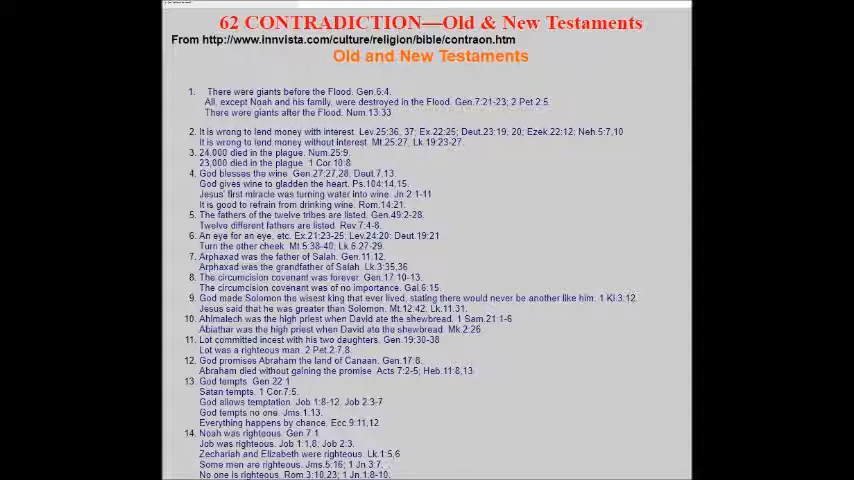 62 CONTRADICTION—Old & New Testaments
From http://www.innvista.com/culture/religion/bible/contraon.htm
Old and New Testaments
1. There were giants before the Flood. Gen.6:4.
All, except Noah and his family, were destroyed in the Flood. Gen.7:21-23; 2 Pet.2:5.
There were giants after the Flood. Num.13:33
2. It is wrong to lend money with interest. Lev.25:36, 37; Ex.22:25; Deut.23:19, 20; Ezek.22:12; Neh.5:7,10
It is wrong to lend money without interest. Mt.25:27, Lk.19:23-27.
3. 24,000 died in the plague. Num.25:9.
23,000 died in the plague. 1 Cor.10:8.
4. God blesses the wine. Gen.27:27,28, Deut.7:13.
God gives wine to gladden the heart. Ps.104:14,15.
Jesus' first miracle was turning water into wine. Jn 2:1-11
It is good to refrain from drinking wine. Rom.14:21.
5. The fathers of the twelve tribes are listed. Gen.49:2-28.
Twelve different fathers are listed. Rev.7:4-8.
6. An eye for an eye, etc. Ex.21:23-25; Lev.24:20; Deut.19:21
Turn the other cheek. Mt.5:38-40; Lk.6:27-29.
7. Arphaxad was the father of Salah. Gen.11:12.
Arphaxad was the grandfather of Salah. Lk.3:35,36
8. The circumcision covenant was forever. Gen.17:10-13.
The circumcision covenant was of no importance. Gal.6:15.
9. God made Solomon the wisest king that ever lived, stating there would never be another like him. 1 Ki.3:12.
Jesus said that he was greater than Solomon. Mt.12:42; Lk.11:31.
10. Ahimalech was the high priest when David ate the shewbread. 1 Sam.21:1-6
Abiathar was the high priest when David ate the shewbread. Mk.2:26
11. Lot committed incest with his two daughters. Gen.19:30-38
Lot was a righteous man. 2 Pet.2:7,8.
12. God promises Abraham the land of Canaan. Gen.17:8.
Abraham died without gaining the promise. Acts 7:2-5; Heb.11:8,13
13. God tempts. Gen 22:1
Satan tempts. 1 Cor.7:5.
God allows temptation. Job 1:8-12, Job 2:3-7
God tempts no one. Jms.1:13.
Everything happens by chance. Ecc.9:11,12
14. Noah was righteous. Gen.7:1
Job was righteous. Job 1:1,8; Job 2:3.
Zechariah and Elizabeth were righteous. Lk.1:5,6
Some men are righteous. Jms.5:16; 1 Jn.3:7.
No one is righteous. Rom.3:10,23; 1 Jn.1:8-10.